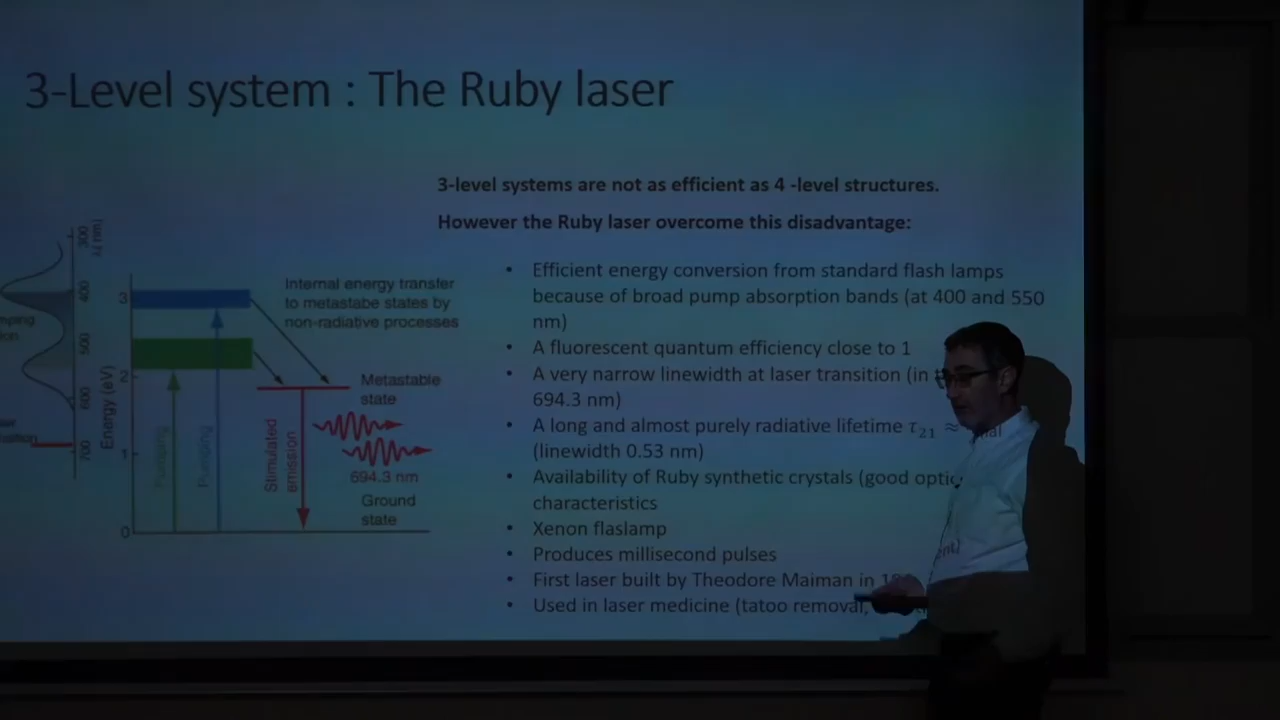 3-Level system : The Ruby laser
3-level systems are not as efficient as 4 -level structures.
However the Ruby laser overcome this disadvantage:
• Efficient energy conversion from standard flash lamps
because of broad pump absorption bands (at 400 and 550
nm)
• A fluorescent quantum efficiency close to 1
• A very narrow linewidth at laser transition (in
694.3 nm)
• A long and almost purely radiative lifetime τ21 ≈
(linewidth 0.53 nm)
• Availability of Ruby synthetic crystals (good
characteristics
• Xenon flaslamp
• Produces millisecond pulses
• First laser built by Theodore Maiman in
• Used in laser medicine (tatoo removal,
300
400
500
600
700
Energy (eV)
3
2
1
0
Pumping
Pumping
Internal energy transfer
to metastabe states by
non-radiative processes
Metastable
state
Stimulated
emission
694.3 nm
Ground
state